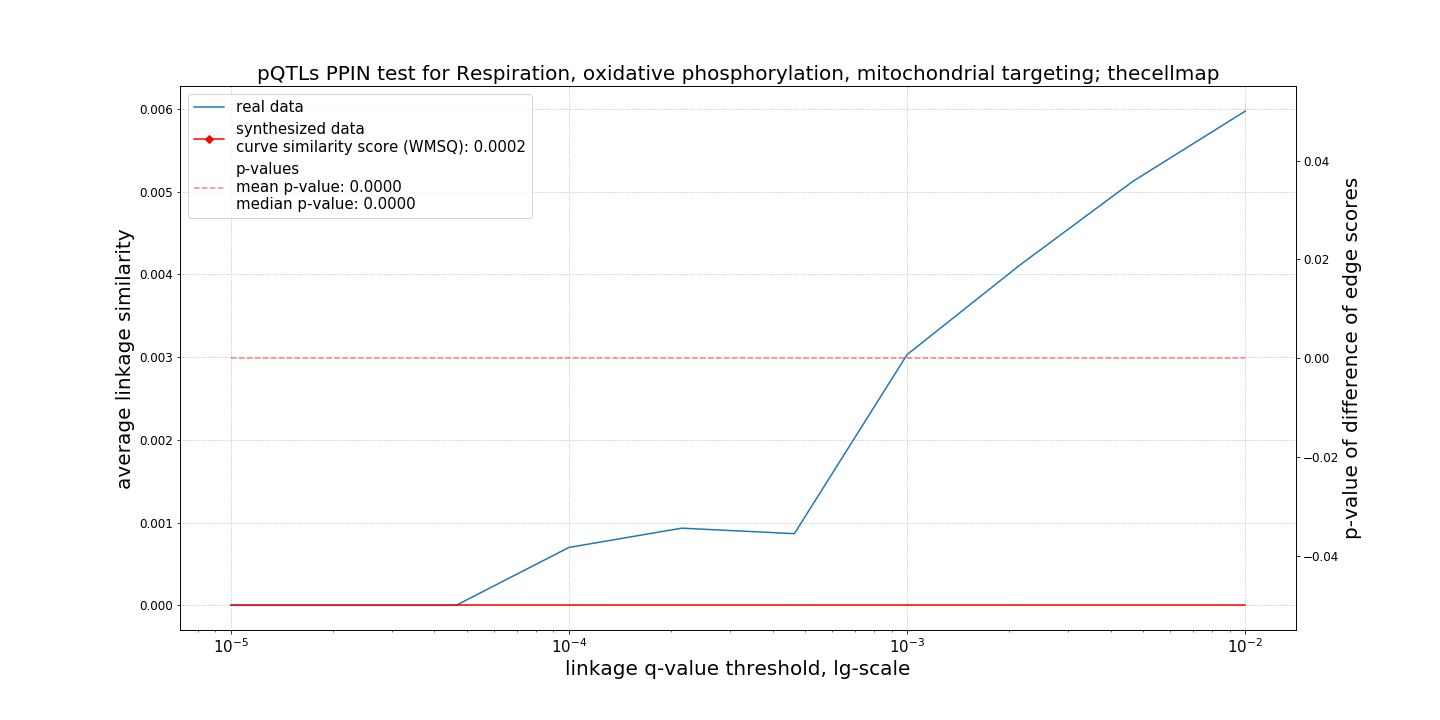 pQTLs PPIN test for Respiration, oxidative phosphorylation, mitochondrial targeting; thecellmap
real data
synthesized data
curve similarity score (WMSQ): 0.0002
p-values
mean p-value: 0.0000
median p-value: 0.0000
average linkage similarity
0.006
0.005
0.004
0.003
0.002
0.001
0.000
0.04
0.02
0.00
−0.02
−0.04
p-value of difference of edge scores
10⁻⁵
10⁻⁴
10⁻³
10⁻²
linkage q-value threshold, lg-scale